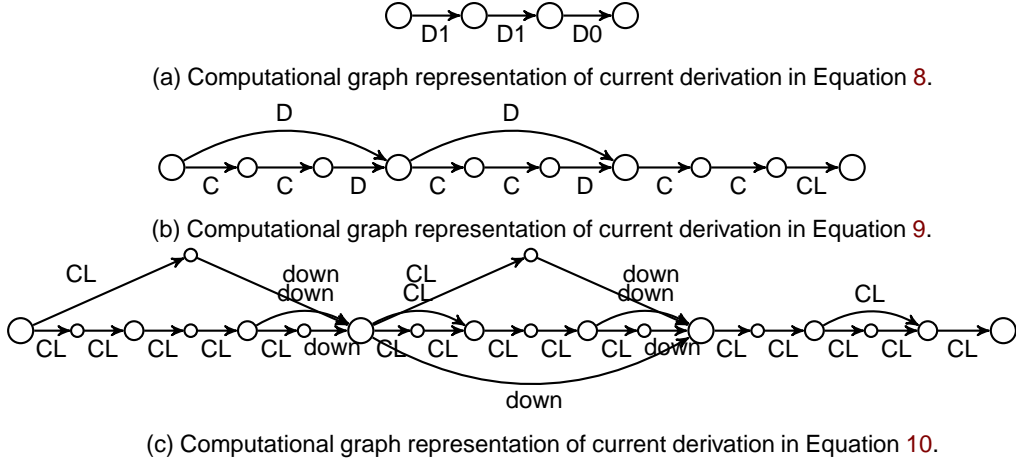 D1 D1 D0
(a) Computational graph representation of current derivation in Equation 8.
D D
C C D C C D C C CL
(b) Computational graph representation of current derivation in Equation 9.
CL down CL down
down CL down CL
CL CL CL CL CL down CL CL CL CL CL down CL CL CL CL CL
down
(c) Computational graph representation of current derivation in Equation 10.